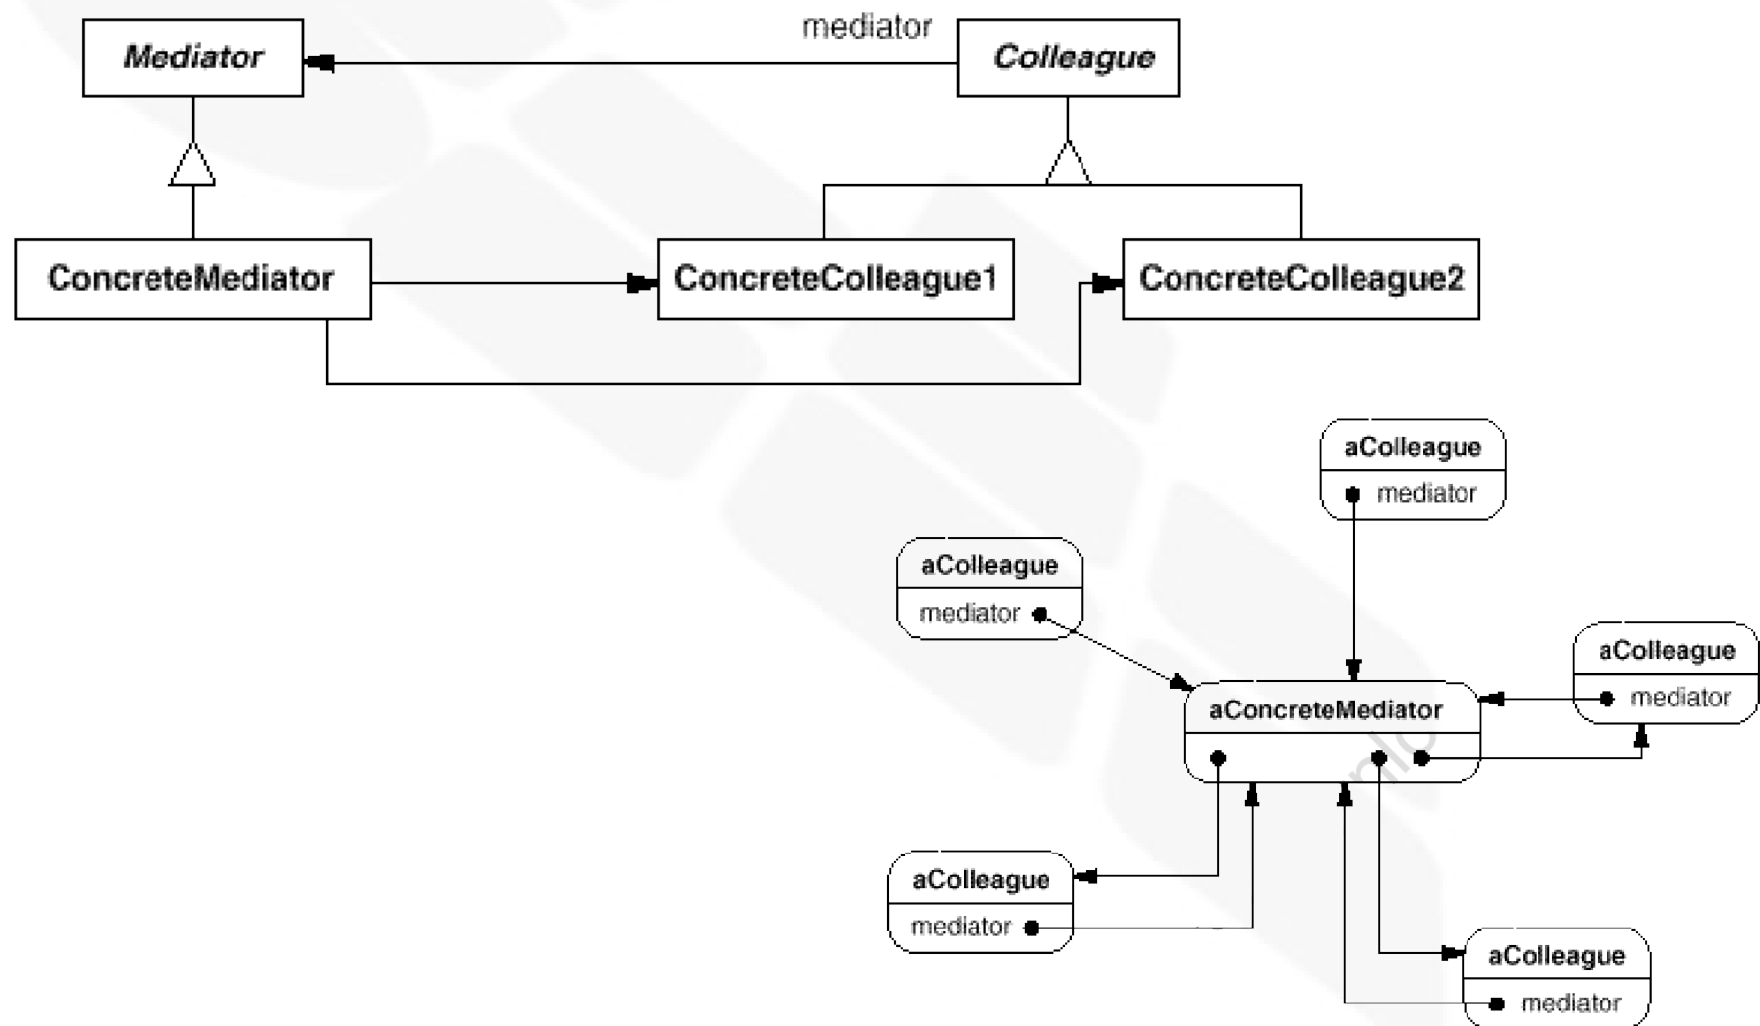 mediator
Mediator
Colleague
ConcreteMediator
ConcreteColleague1
ConcreteColleague2
aColleague
mediator
aColleague
mediator
aColleague
mediator
aConcreteMediator
aColleague
mediator
aColleague
mediator